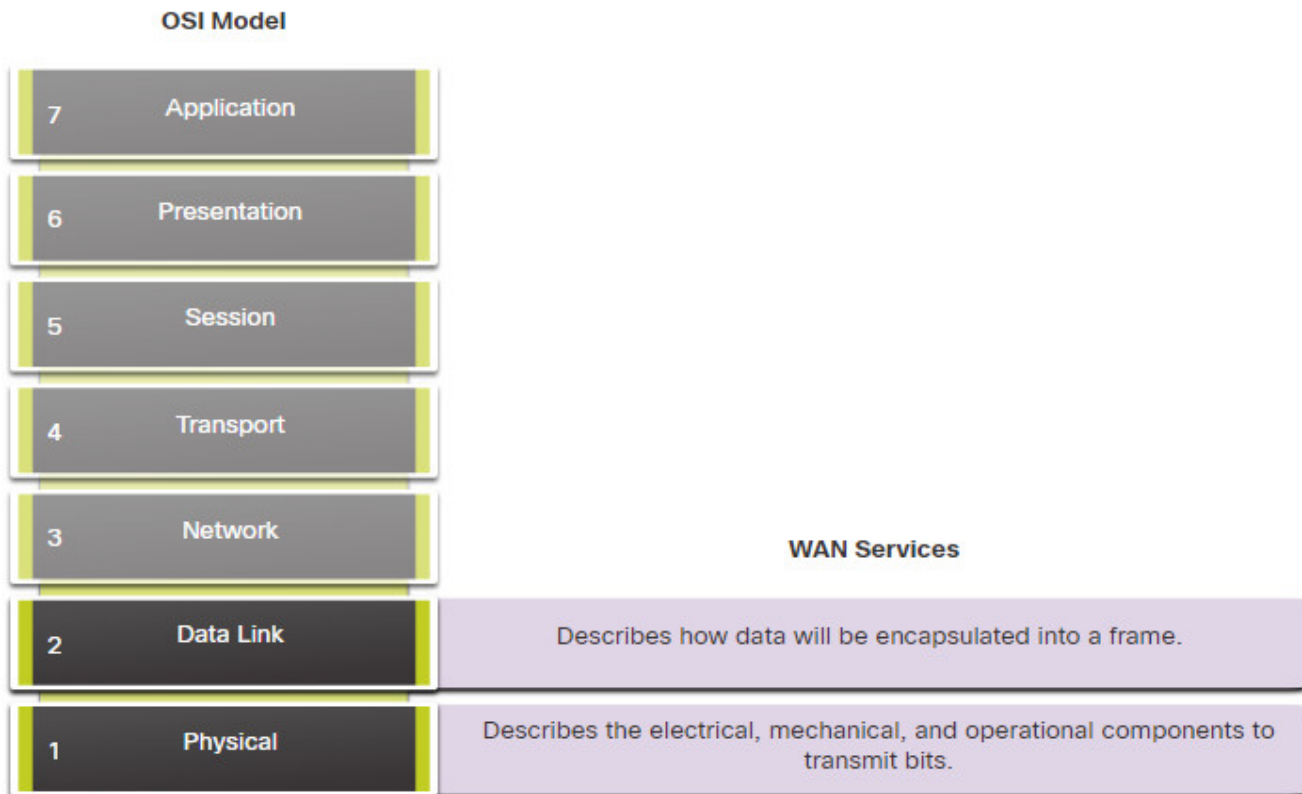 OSI Model
7 Application
6 Presentation
5 Session
4 Transport
3 Network
WAN Services
2 Data Link
Describes how data will be encapsulated into a frame.
1 Physical
Describes the electrical, mechanical, and operational components to
transmit bits.